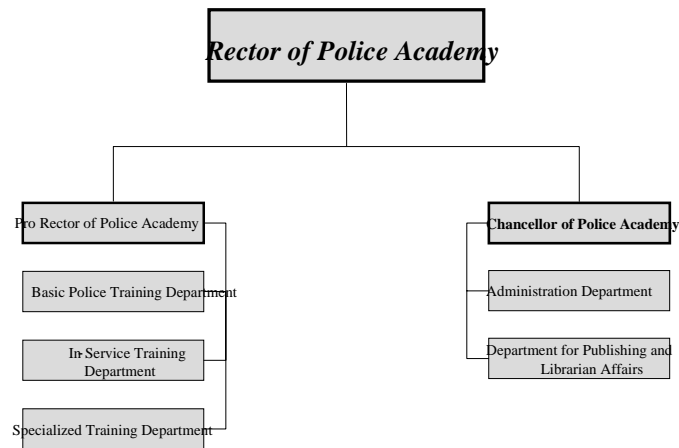 Rector of Police Academy
Pro Rector of Police Academy
Basic Police Training Department
In-Service Training
Department
Specialized Training Department
Chancellor of Police Academy
Administration Department
Department for Publishing and
Librarian Affairs